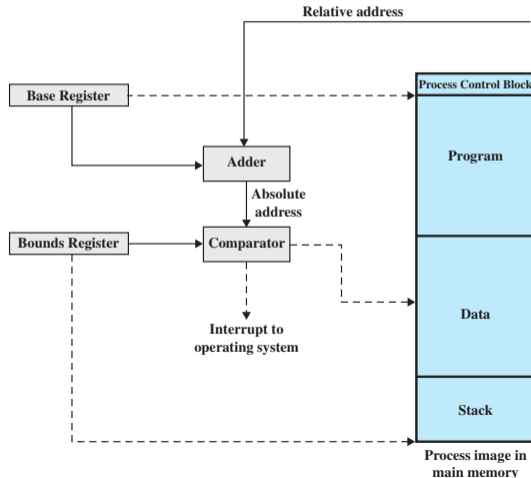 Relative address
Process Control Block
Base Register
Program
Adder
Absolute
address
Bounds Register
Comparator
Data
Interrupt to
operating system
Stack
Process image in
main memory